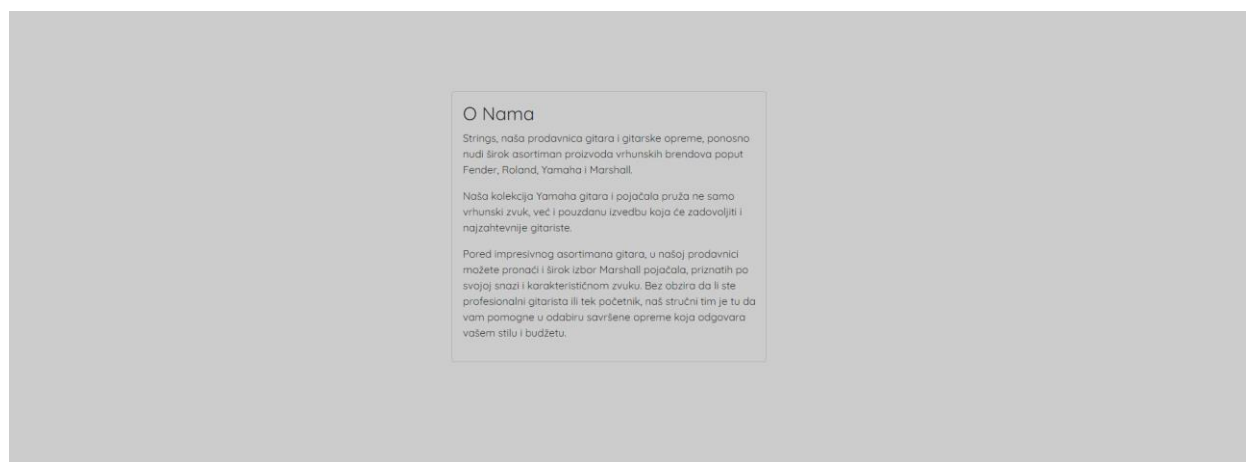 O Nama
Strings, naša prodavnica gitara i gitarske opreme, ponosno
nudi širok asortiman proizvoda vrhunskih brendova poput
Fender, Roland, Yamaha i Marshall.
Naša kolekcija Yamaha gitara i pojačala pruža ne samo
vrhunski zvuk, već i pouzdanu izvedbu koja će zadovoljiti i
najzahtevnije gitariste.
Pored impresivnog asortimana gitara, u našoj prodavnici
možete pronaći i širok izbor Marshall pojačala, priznatih po
svojoj snazi i karakterističnom zvuku. Bez obzira da li ste
profesionalni gitarista ili tek početnik, naš stručni tim je tu da
vam pomogne u odabiru savršene opreme koja odgovara
vašem stilu i budžetu.